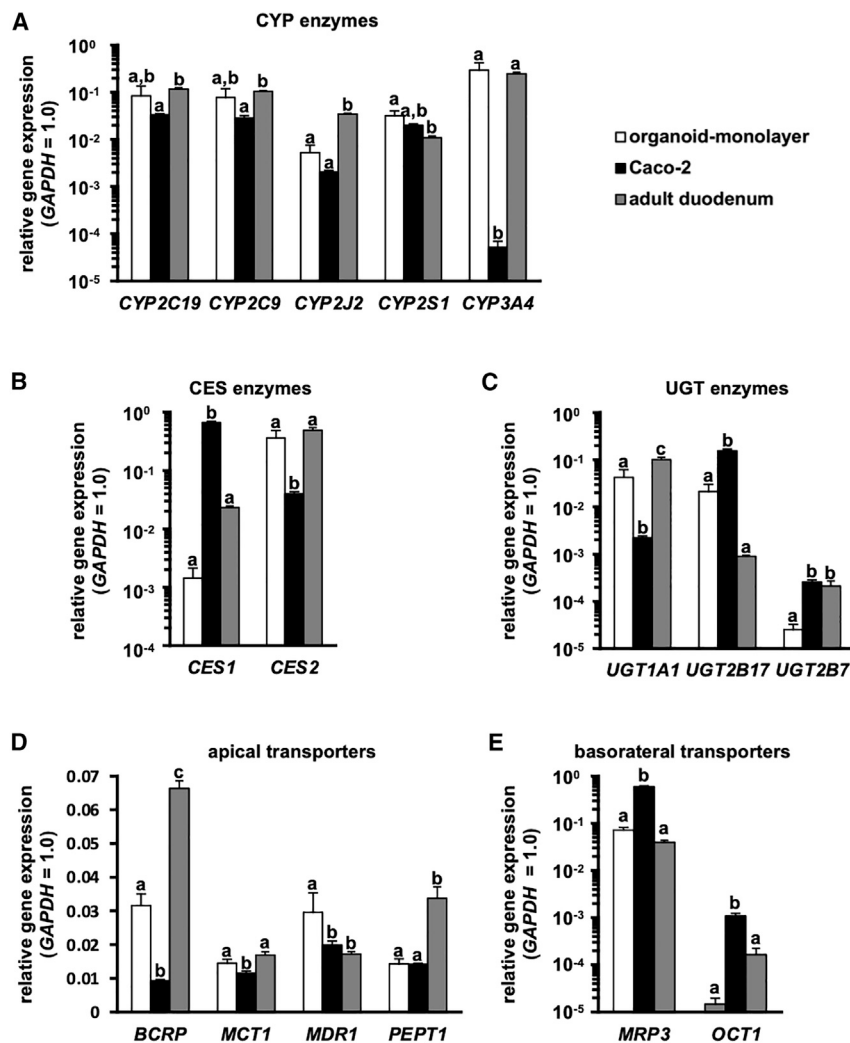 A
CYP enzymes
relative gene expression
(GAPDH = 1.0)
10⁰
10⁻¹
10⁻²
10⁻³
10⁻⁴
10⁻⁵
a,b a b
a,b a b
a a b
a a,b b
a b a
CYP2C19 CYP2C9 CYP2J2 CYP2S1 CYP3A4
organoid-monolayer
Caco-2
adult duodenum
B
CES enzymes
relative gene expression
(GAPDH = 1.0)
10⁰
10⁻¹
10⁻²
10⁻³
10⁻⁴
a b a
a b a
CES1 CES2
C
UGT enzymes
relative gene expression
(GAPDH = 1.0)
10⁰
10⁻¹
10⁻²
10⁻³
10⁻⁴
10⁻⁵
a b c
a b a
a b b
UGT1A1 UGT2B17 UGT2B7
D
apical transporters
relative gene expression
(GAPDH = 1.0)
0.07
0.06
0.05
0.04
0.03
0.02
0.01
0
a b c
a b a
a b b
a a b
BCRP MCT1 MDR1 PEPT1
E
basorateral transporters
relative gene expression
(GAPDH = 1.0)
10⁰
10⁻¹
10⁻²
10⁻³
10⁻⁴
10⁻⁵
a b a
a b a
MRP3 OCT1